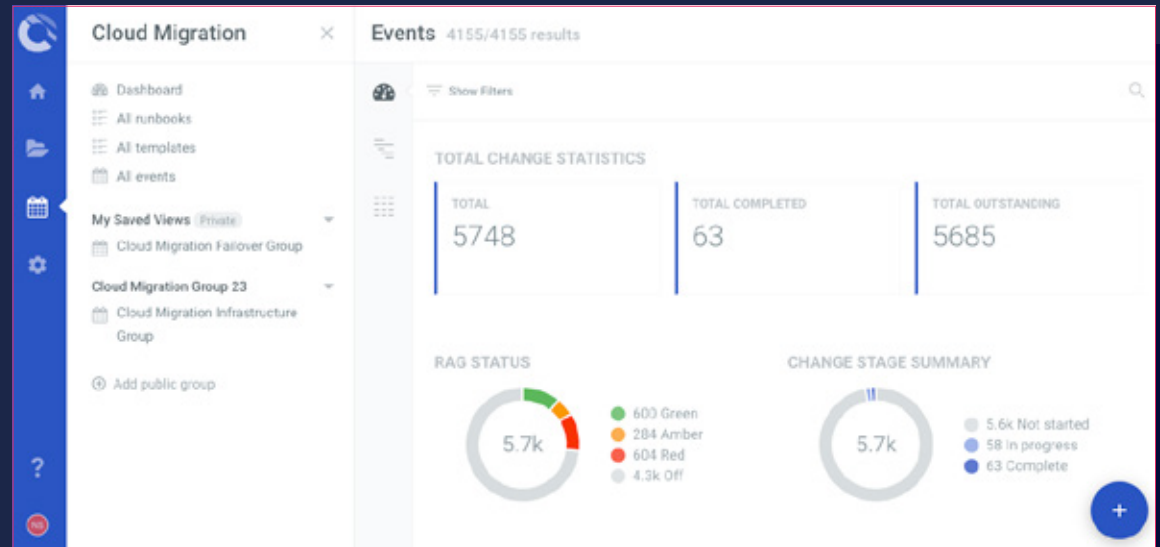 Cloud Migration
Dashboard
All runbooks
All templates
All events
My Saved Views Private
Cloud Migration Failover Group
Cloud Migration Group 23
Cloud Migration Infrastructure
Group
Add public group
?
NS
Events 4155/4155 results
Show Filters
TOTAL CHANGE STATISTICS
TOTAL
5748
TOTAL COMPLETED
63
TOTAL OUTSTANDING
5685
RAG STATUS
5.7k
600 Green
284 Amber
604 Red
4.3k Off
CHANGE STAGE SUMMARY
5.7k
5.6k Not started
58 In progress
63 Complete
+